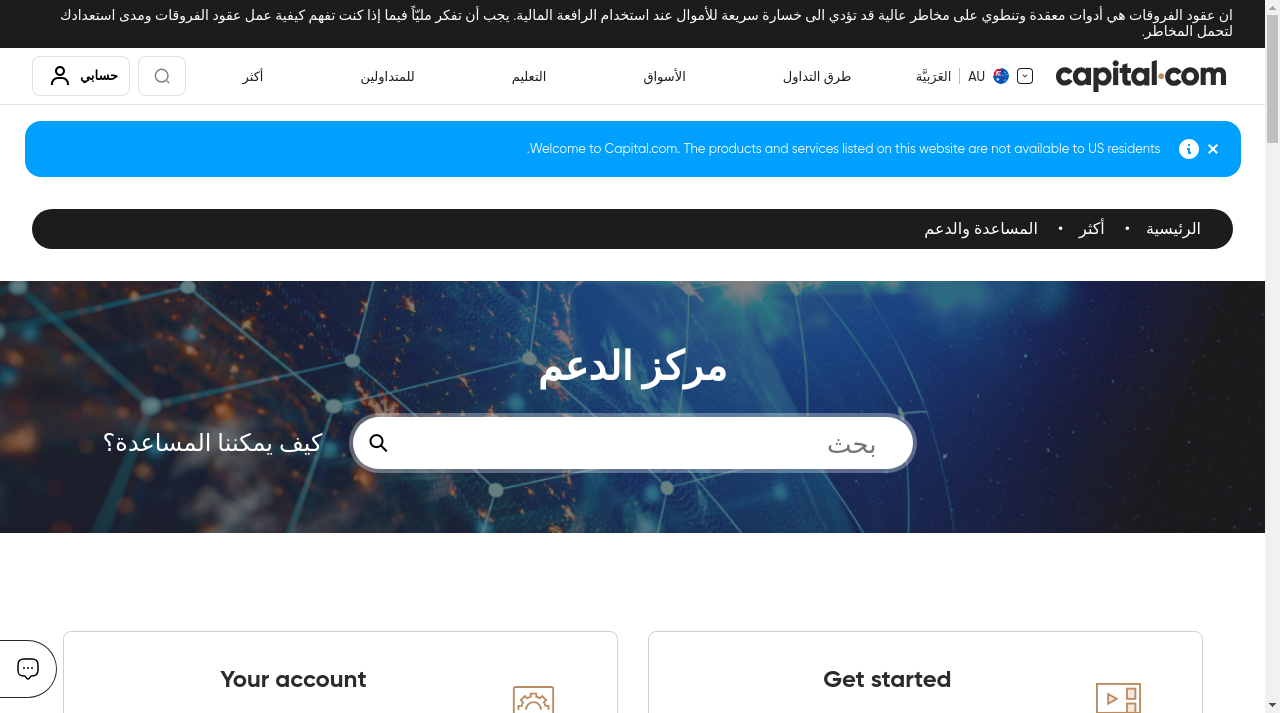 ان عقود الفروقات هي أدوات معقدة وتنطوي على مخاطر عالية قد تؤدي الى خسارة سريعة للأموال عند استخدام الرافعة المالية. يجب أن تفكر مليّاً فيما إذا كنت تفهم كيفية عمل عقود الفروقات ومدى استعدادك
لتحمل المخاطر.
capital.com
AU
العَرَبيَّة
طرق التداول
الأسواق
التعليم
للمتداولين
أكثر
حسابي
.Welcome to Capital.com. The products and services listed on this website are not available to US residents
الرئيسية • أكثر • المساعدة والدعم
مركز الدعم
بحث
كيف يمكننا المساعدة؟
Get started
Your account